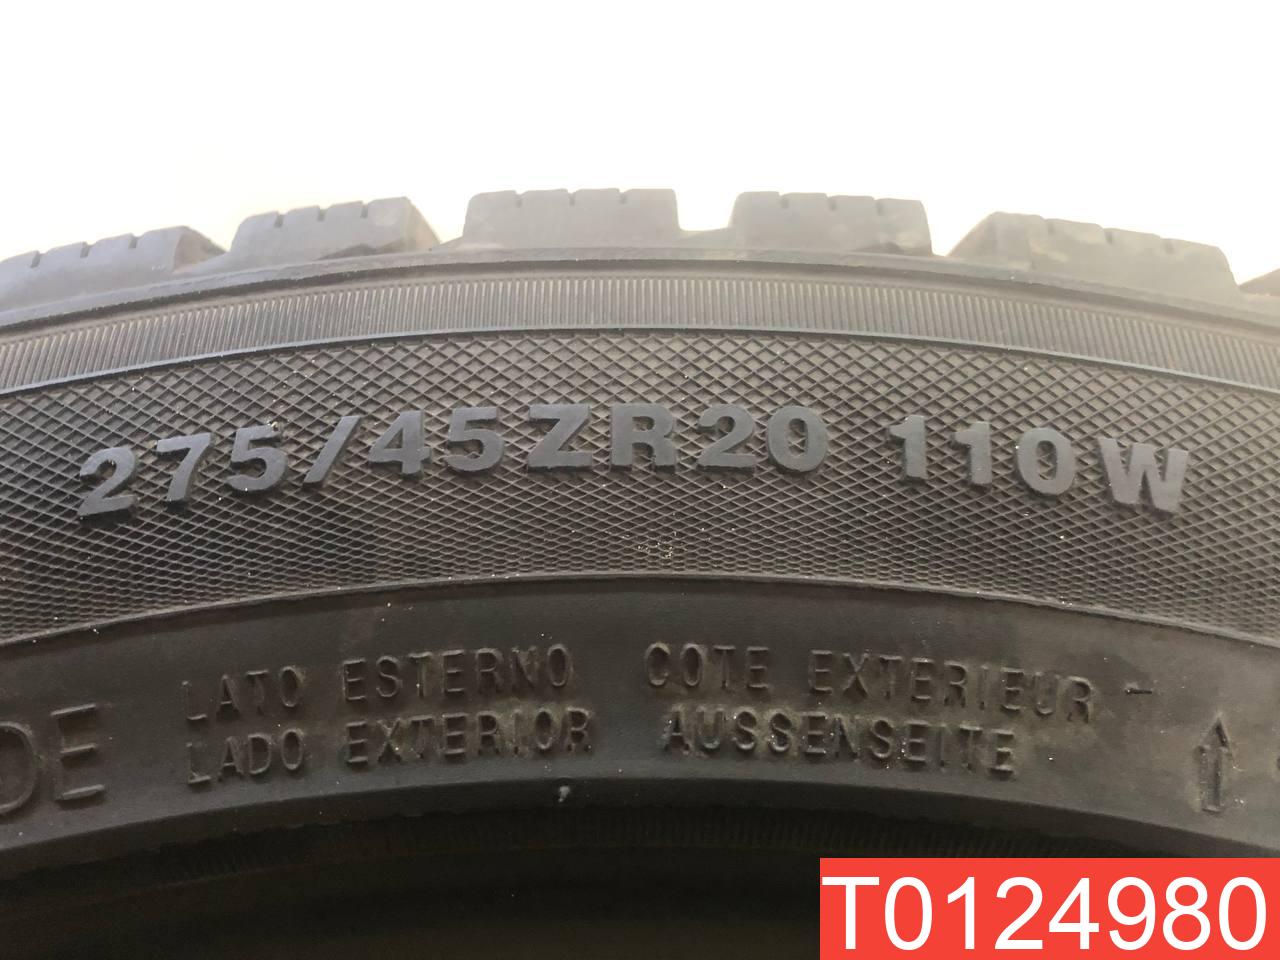 275/45ZR20 110W
DE
LATO ESTERNO COTE EXTERIEUR
LADO EXTERIOR AUSSENSEITE
T0124980